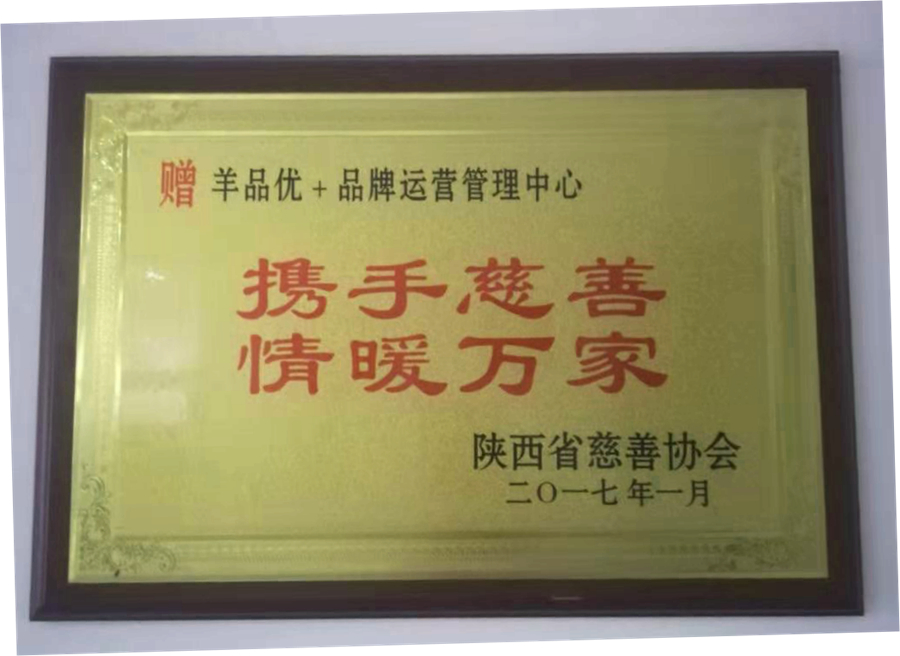 赠 羊品优+品牌运营管理中心
携手慈善
情暖万家
陕西省慈善协会
二〇一七年一月